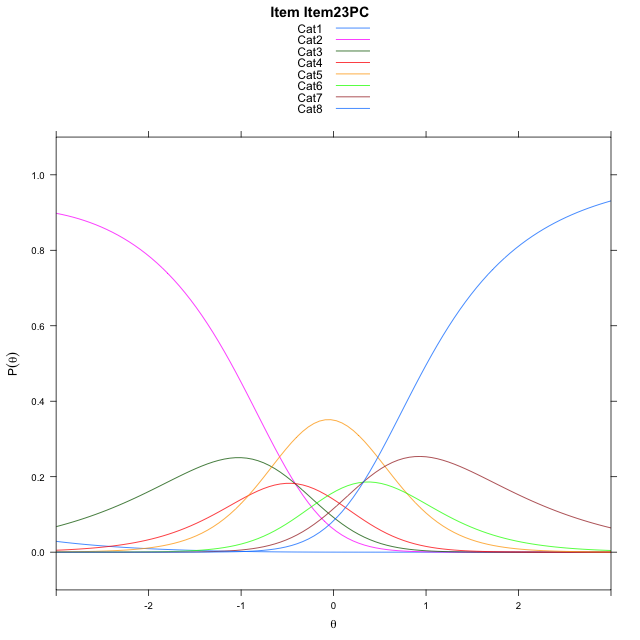 Item Item23PC
Cat1
Cat2
Cat3
Cat4
Cat5
Cat6
Cat7
Cat8
1.0
0.8
0.6
0.4
0.2
0.0
P(θ)
-2 -1 0 1 2
θ